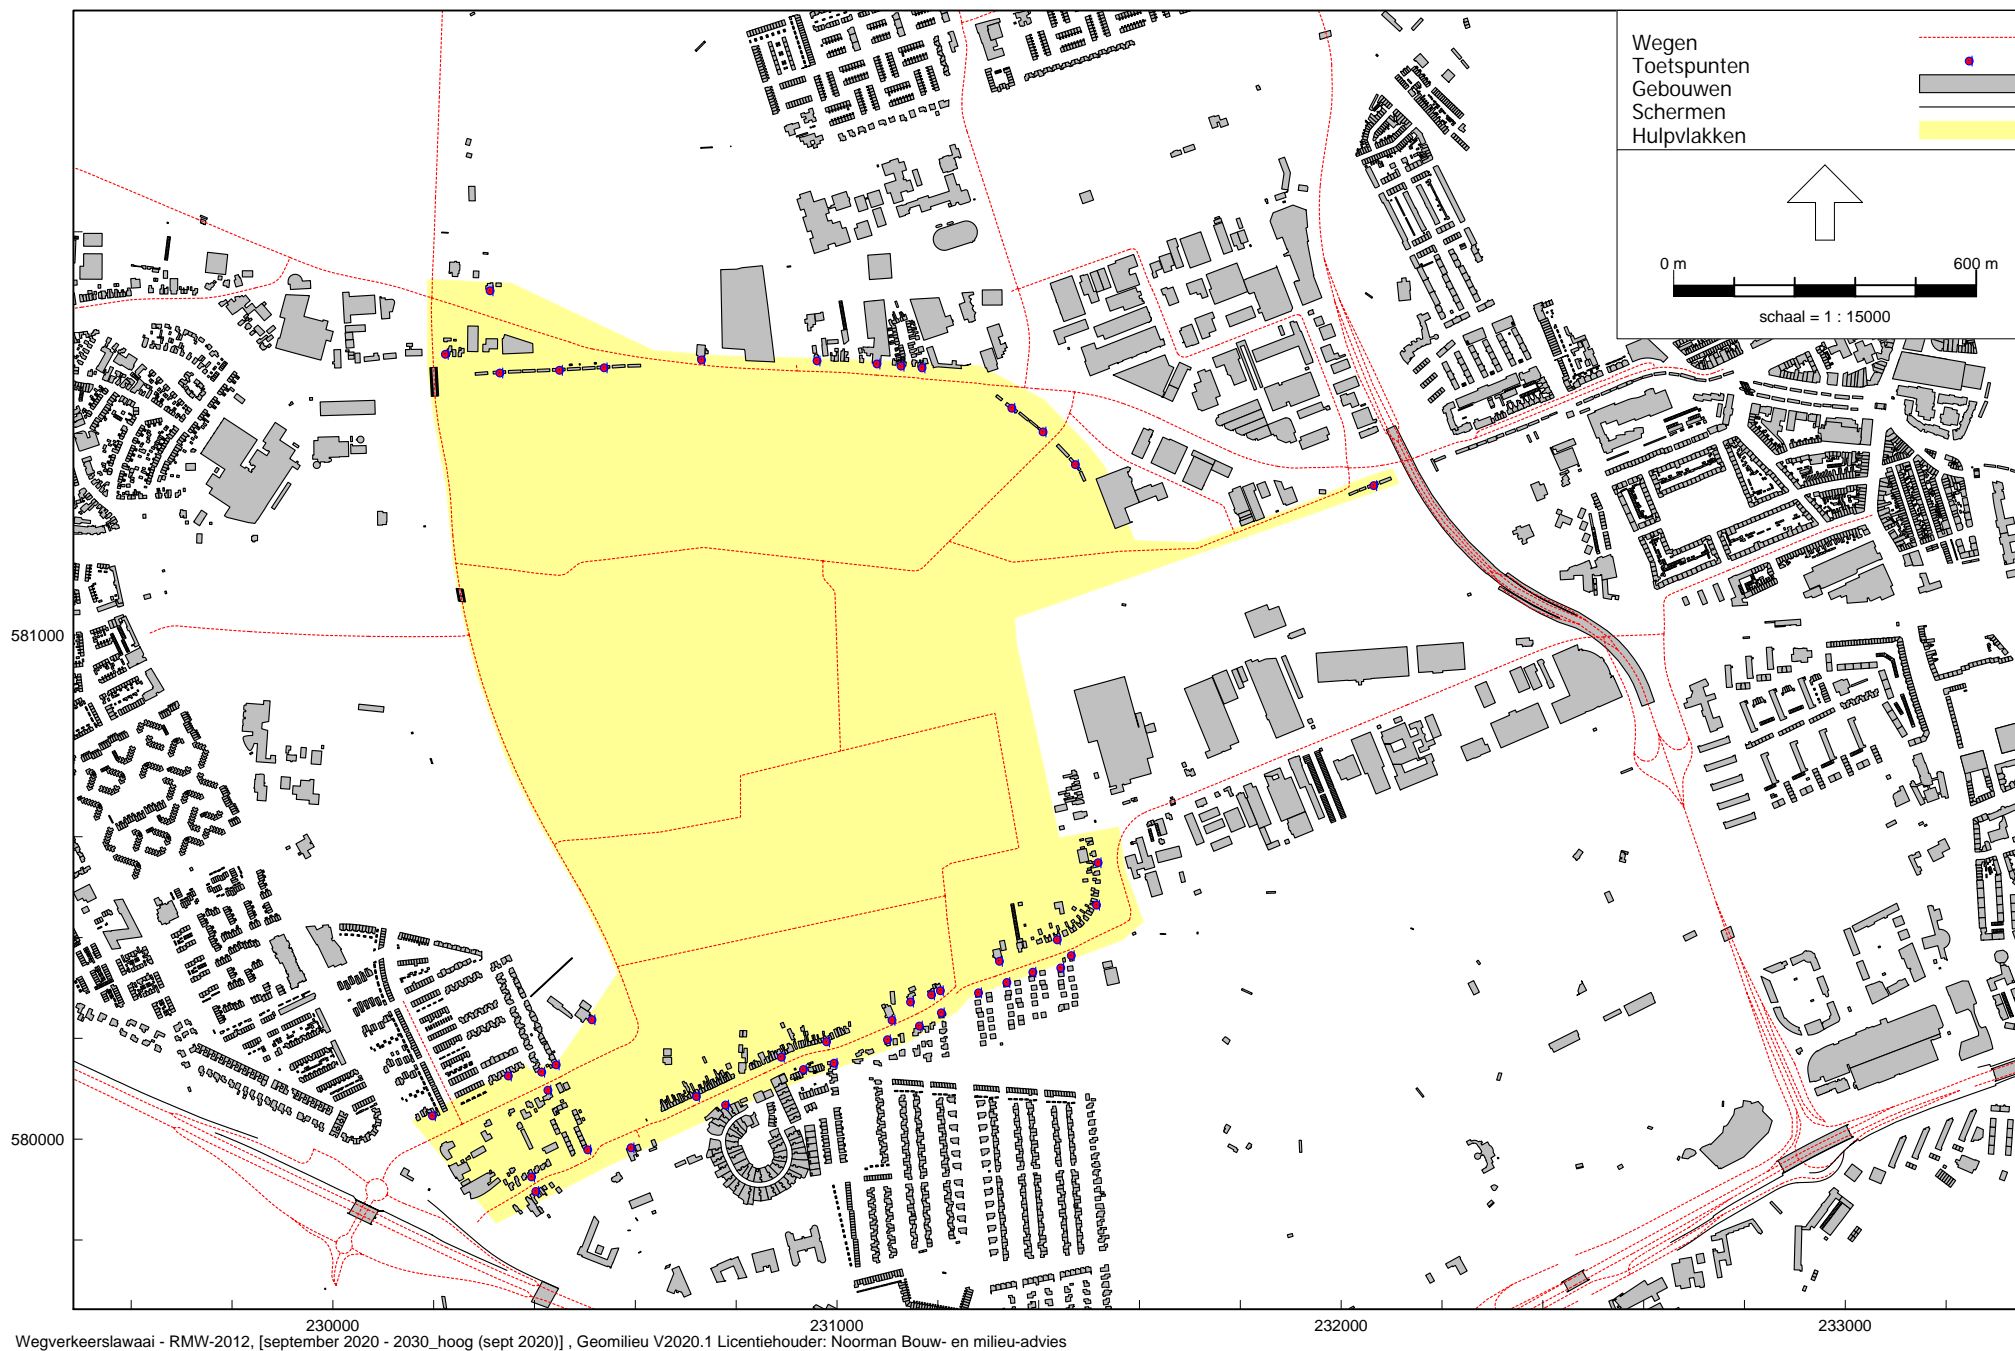 Wegen
Toetspunten
Gebouwen
Schermen
Hulpvlakken
0 m 600 m
schaal = 1 : 15000
581000
580000
230000 231000 232000 233000
Wegverkeerslawaai - RMW-2012, [september 2020 - 2030_hoog (sept 2020)] , Geomilieu V2020.1 Licentiehouder: Noorman Bouw- en milieu-advies